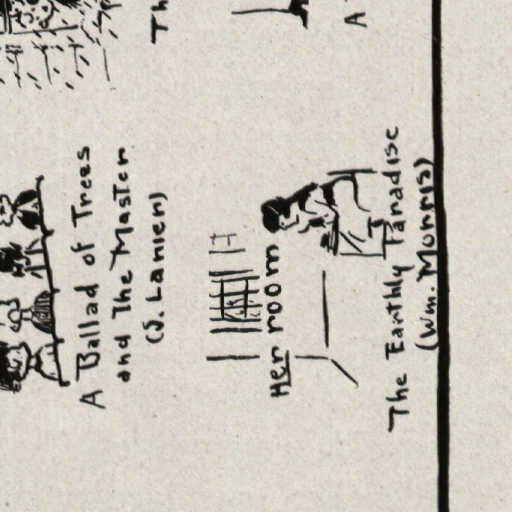 Th
A
A Ballad of Trees
and The Master
(S. Lanier)
Her room
The Earthly Paradise
(Wm. Morris)